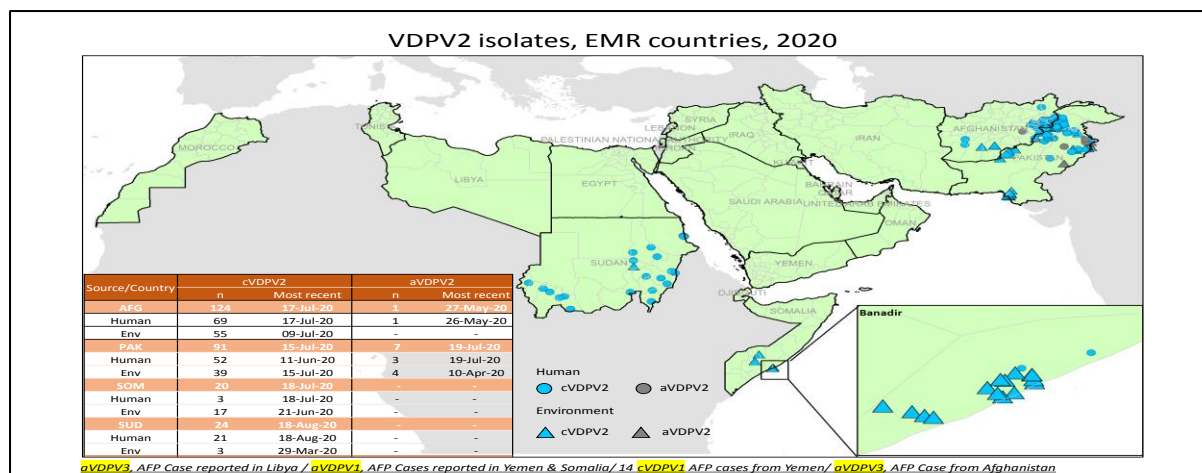 VDPV2 isolates, EMR countries, 2020
SYRIA
LEBANON
AFGHANISTAN
MOROCCO
PALESTINIAN NATIONAL AUTHORITY
IRAQ
IRAN
PAKISTAN
LIBYA
EGYPT
BAHRAIN
QATAR
SAUDI ARABIA
UNITED ARAB EMIRATES
OMAN
SUDAN
YEMEN
SOMALIA
Source/Country cVDPV2 aVDPV2
n Most recent n Most recent
AFG 124 17-Jul-20 1 27-May-20
Human 69 17-Jul-20 1 26-May-20
Env 55 09-Jul-20 - -
PAK 91 15-Jul-20 7 19-Jul-20
Human 52 11-Jun-20 3 19-Jul-20
Env 39 15-Jul-20 4 10-Apr-20
SOM 20 18-Jul-20 - -
Human 3 18-Jul-20 - -
Env 17 21-Jun-20 - -
SUD 24 18-Aug-20 - -
Human 21 18-Aug-20 - -
Env 3 29-Mar-20 - -
Human
cVDPV2 aVDPV2
Environment
cVDPV2 aVDPV2
Banadir
aVDPV3, AFP Case reported in Libya / aVDPV1, AFP Cases reported in Yemen & Somalia/ 14 cVDPV1 AFP cases from Yemen/ aVDPV3, AFP Case from Afghanistan